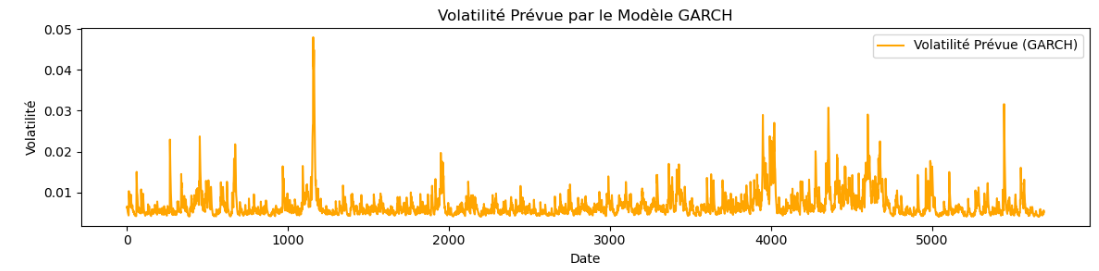 Volatilité Prévue par le Modèle GARCH
Volatilité Prévue (GARCH)
Volatilité
0.05
0.04
0.03
0.02
0.01
0 1000 2000 3000 4000 5000
Date